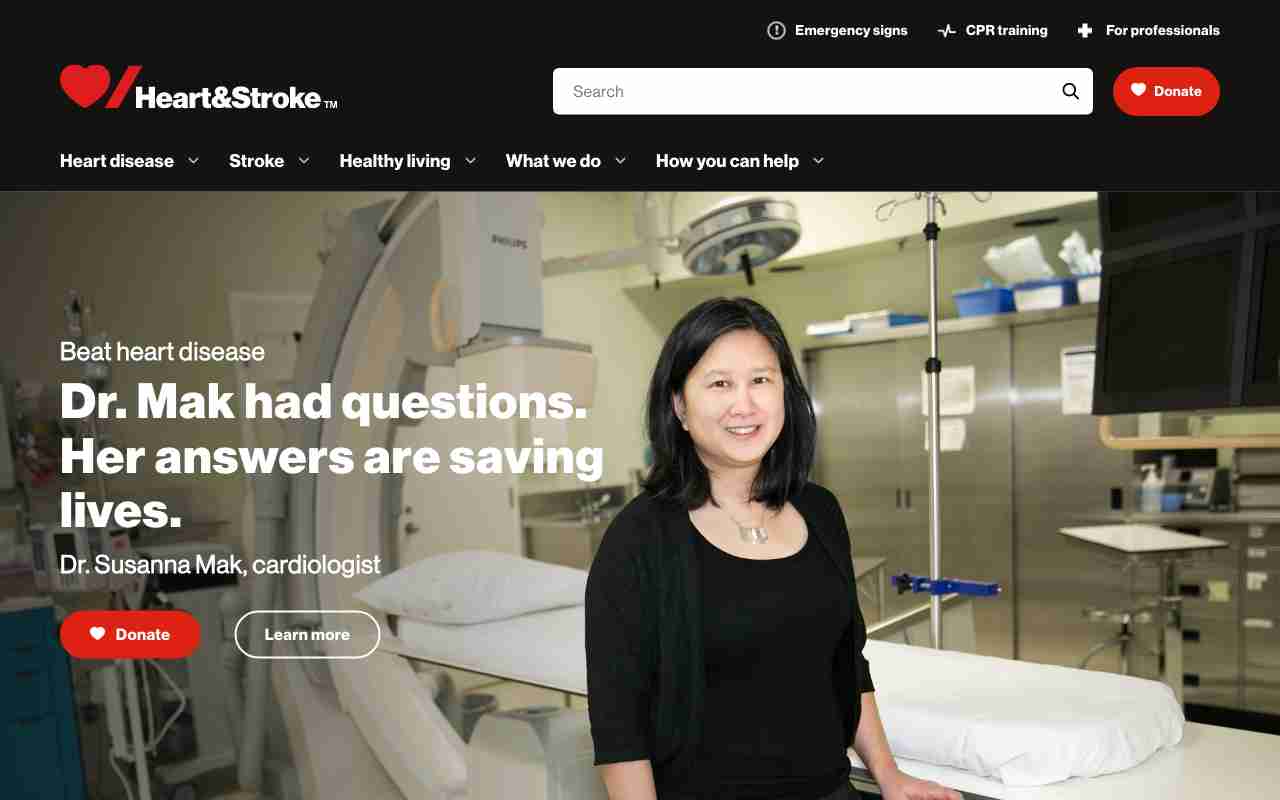 Emergency signs CPR training For professionals
Heart&Stroke™
Search
Donate
Heart disease Stroke Healthy living What we do How you can help
PHILIPS
Beat heart disease
Dr. Mak had questions.
Her answers are saving
lives.
Dr. Susanna Mak, cardiologist
Donate Learn more